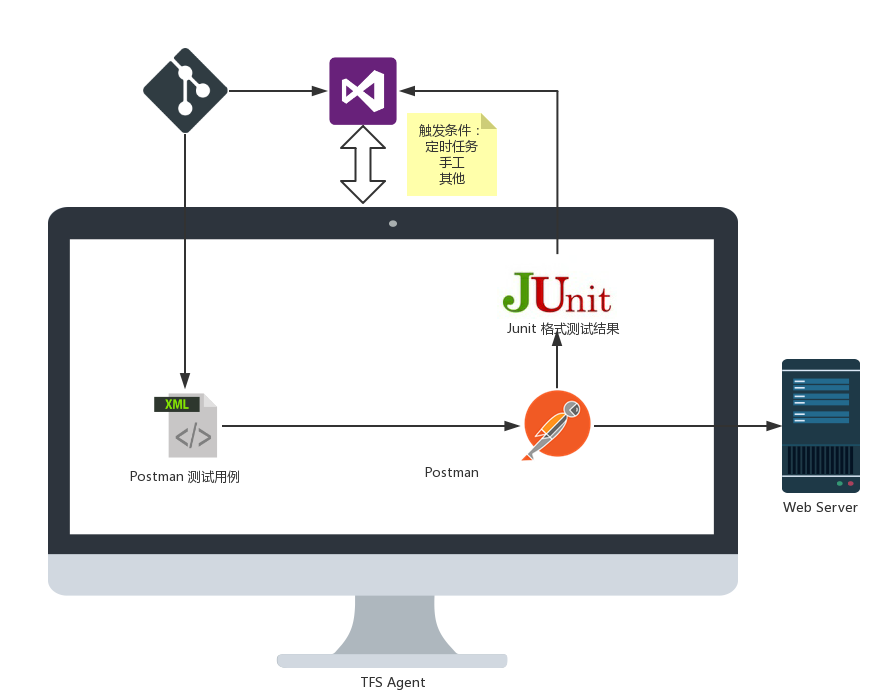 触发条件：
定时任务
手工
其他
JUnit
Junit 格式测试结果
XML
</>
Postman 测试用例
Postman
Web Server
TFS Agent